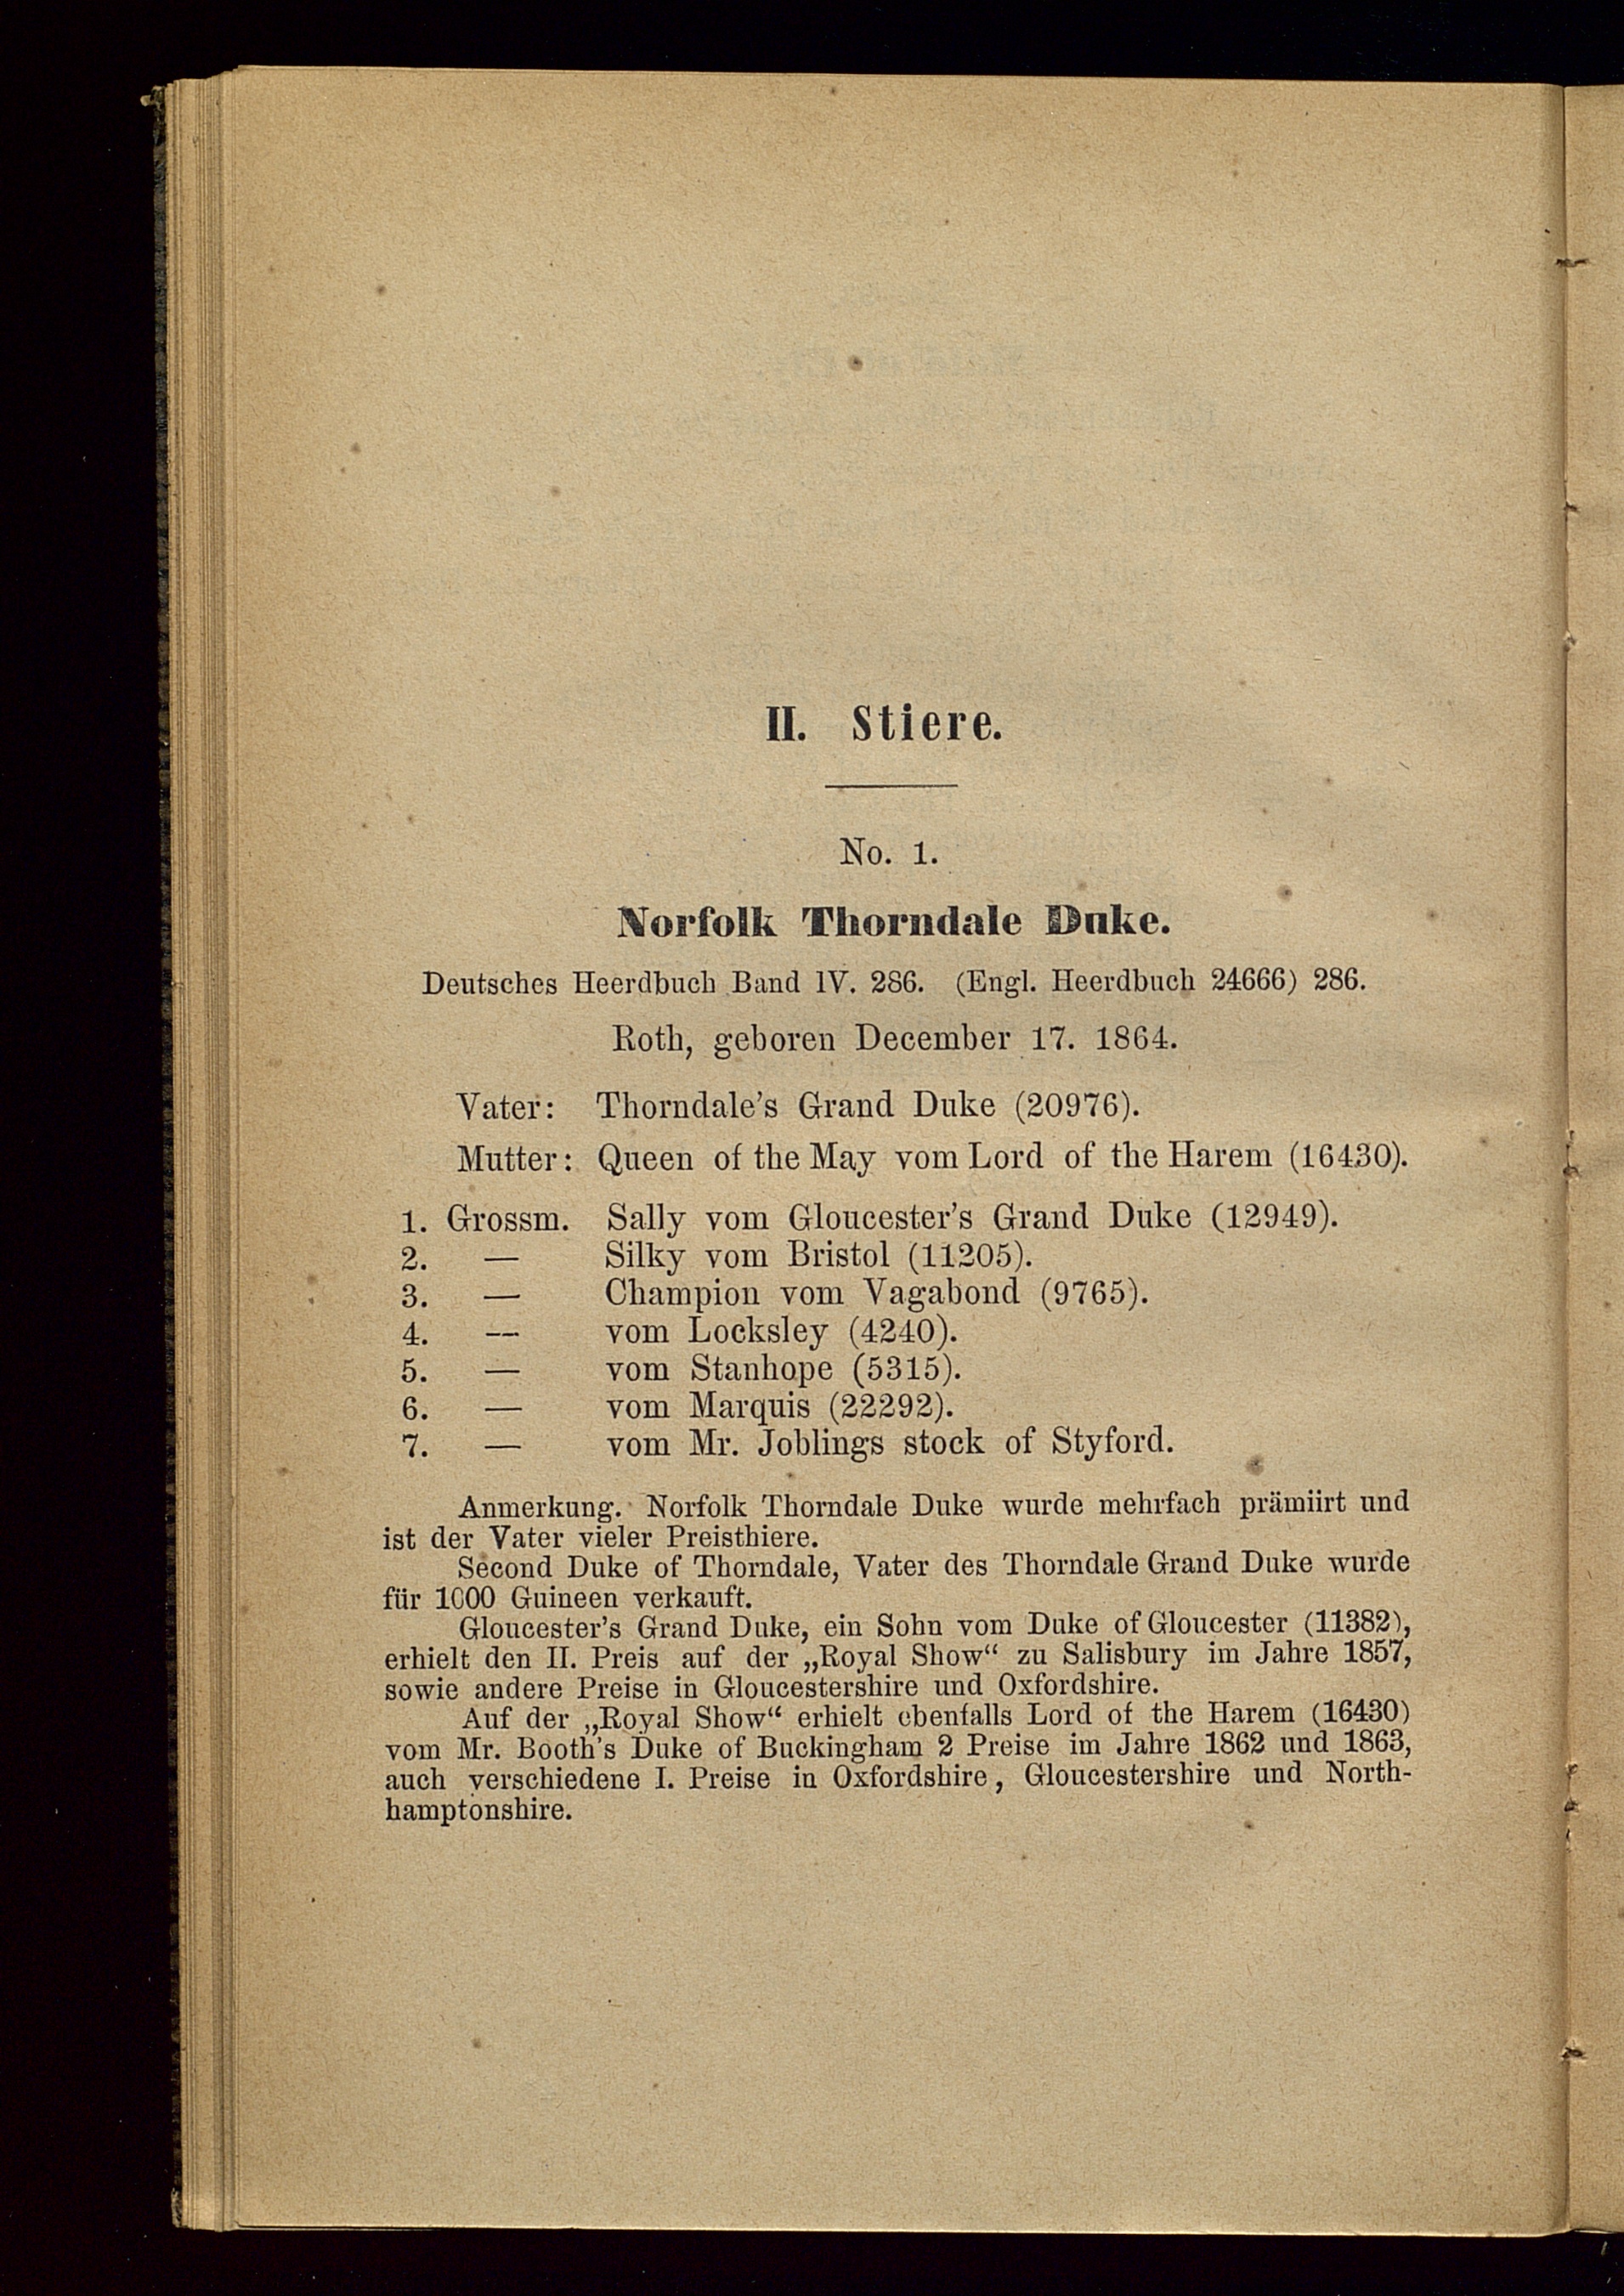 II. Stiere.
No. 1.
Norfolk Thorndale Duke.
Deutsches Heerdbuch Band IV. 286. (Engl. Heerdbuch 24666) 286.
Roth, geboren December 17. 1864.
Vater: Thorndale's Grand Duke (20976).
Mutter: Queen of the May vom Lord of the Harem (16430).
1. Grossm. Sally vom Gloucester's Grand Duke (12949).
2. — Silky vom Bristol (11205).
3. — Champion vom Vagabond (9765).
4. — vom Locksley (4240).
5. — vom Stanhope (5315).
6. — vom Marquis (22292).
7. — vom Mr. Joblings stock of Styford.
Anmerkung. Norfolk Thorndale Duke wurde mehrfach prämiirt und
ist der Vater vieler Preisthiere.
Second Duke of Thorndale, Vater des Thorndale Grand Duke wurde
für 1000 Guineen verkauft.
Gloucester's Grand Duke, ein Sohn vom Duke of Gloucester (11382),
erhielt den II. Preis auf der „Royal Show“ zu Salisbury im Jahre 1857,
sowie andere Preise in Gloucestershire und Oxfordshire.
Auf der „Royal Show“ erhielt ebenfalls Lord of the Harem (16430)
vom Mr. Booth's Duke of Buckingham 2 Preise im Jahre 1862 und 1863,
auch verschiedene I. Preise in Oxfordshire, Gloucestershire und North-
hamptonshire.